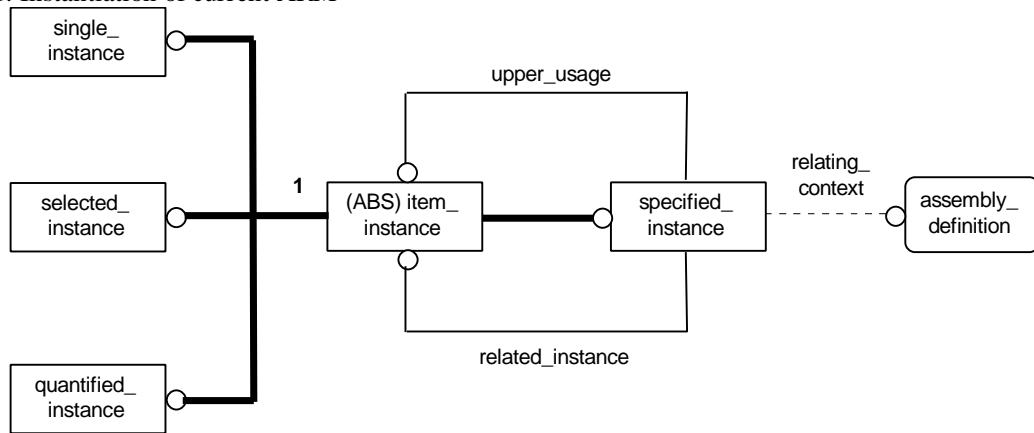 single_
instance
upper_usage
relating_
context
1
selected_
instance
(ABS) item_
instance
specified_
instance
assembly_
definition
related_instance
quantified_
instance